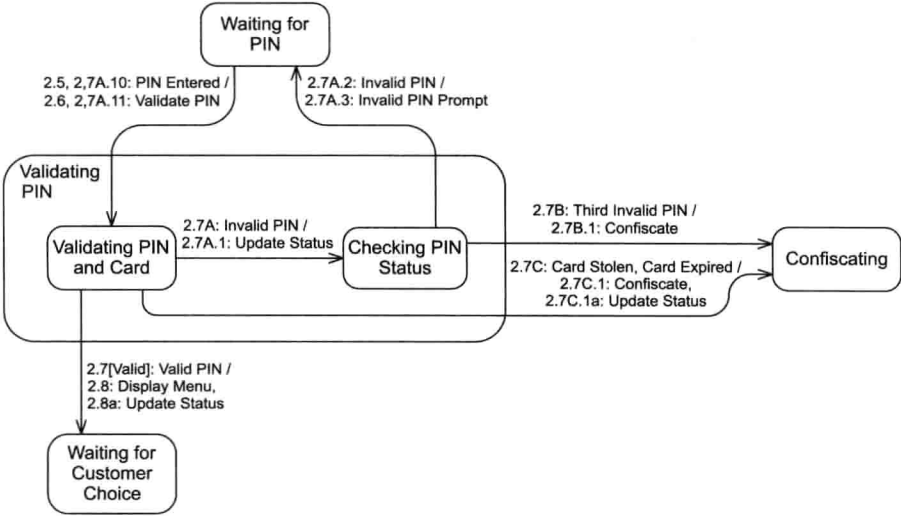 Waiting for
PIN
2.5, 2,7A.10: PIN Entered /
2.6, 2,7A.11: Validate PIN
2.7A.2: Invalid PIN /
2.7A.3: Invalid PIN Prompt
Validating
PIN
Validating PIN
and Card
2.7A: Invalid PIN /
2.7A.1: Update Status
Checking PIN
Status
2.7B: Third Invalid PIN /
2.7B.1: Confiscate
2.7C: Card Stolen, Card Expired /
2.7C.1: Confiscate,
2.7C.1a: Update Status
Confiscating
2.7[Valid]: Valid PIN /
2.8: Display Menu,
2.8a: Update Status
Waiting for
Customer
Choice